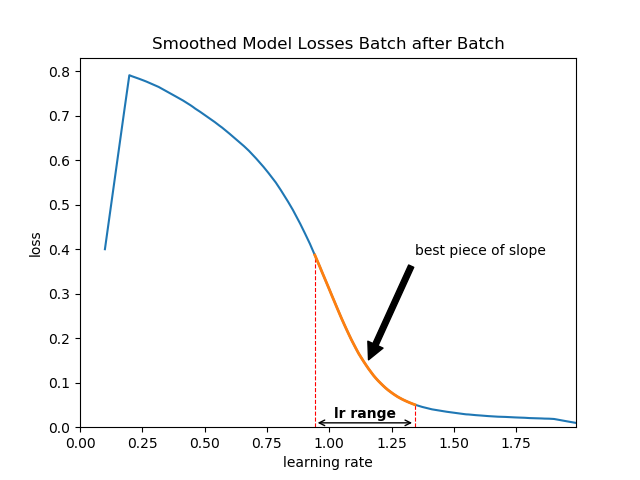 Smoothed Model Losses Batch after Batch
0.8
0.7
0.6
0.5
0.4
0.3
0.2
0.1
0.0
loss
best piece of slope
lr range
0.00 0.25 0.50 0.75 1.00 1.25 1.50 1.75
learning rate